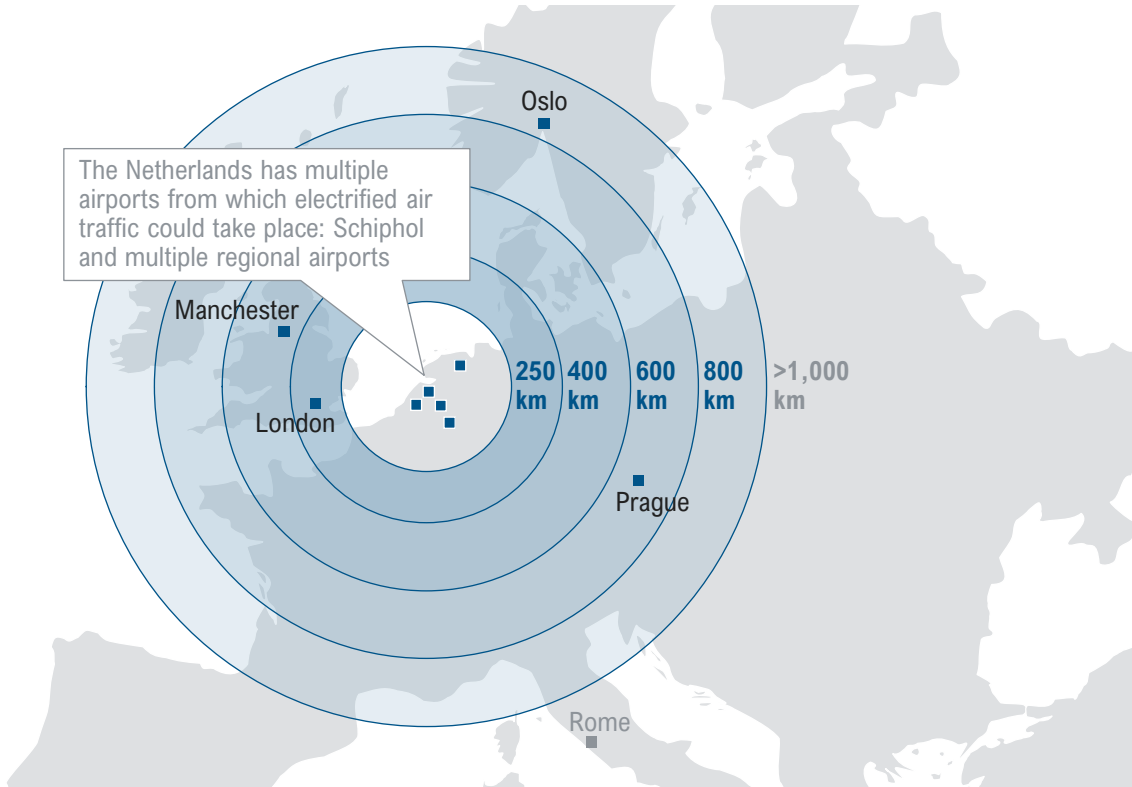 Oslo
The Netherlands has multiple
airports from which electrified air
traffic could take place: Schiphol
and multiple regional airports
Manchester
London
250
km
400
km
600
km
800
km
>1,000
km
Prague
Rome